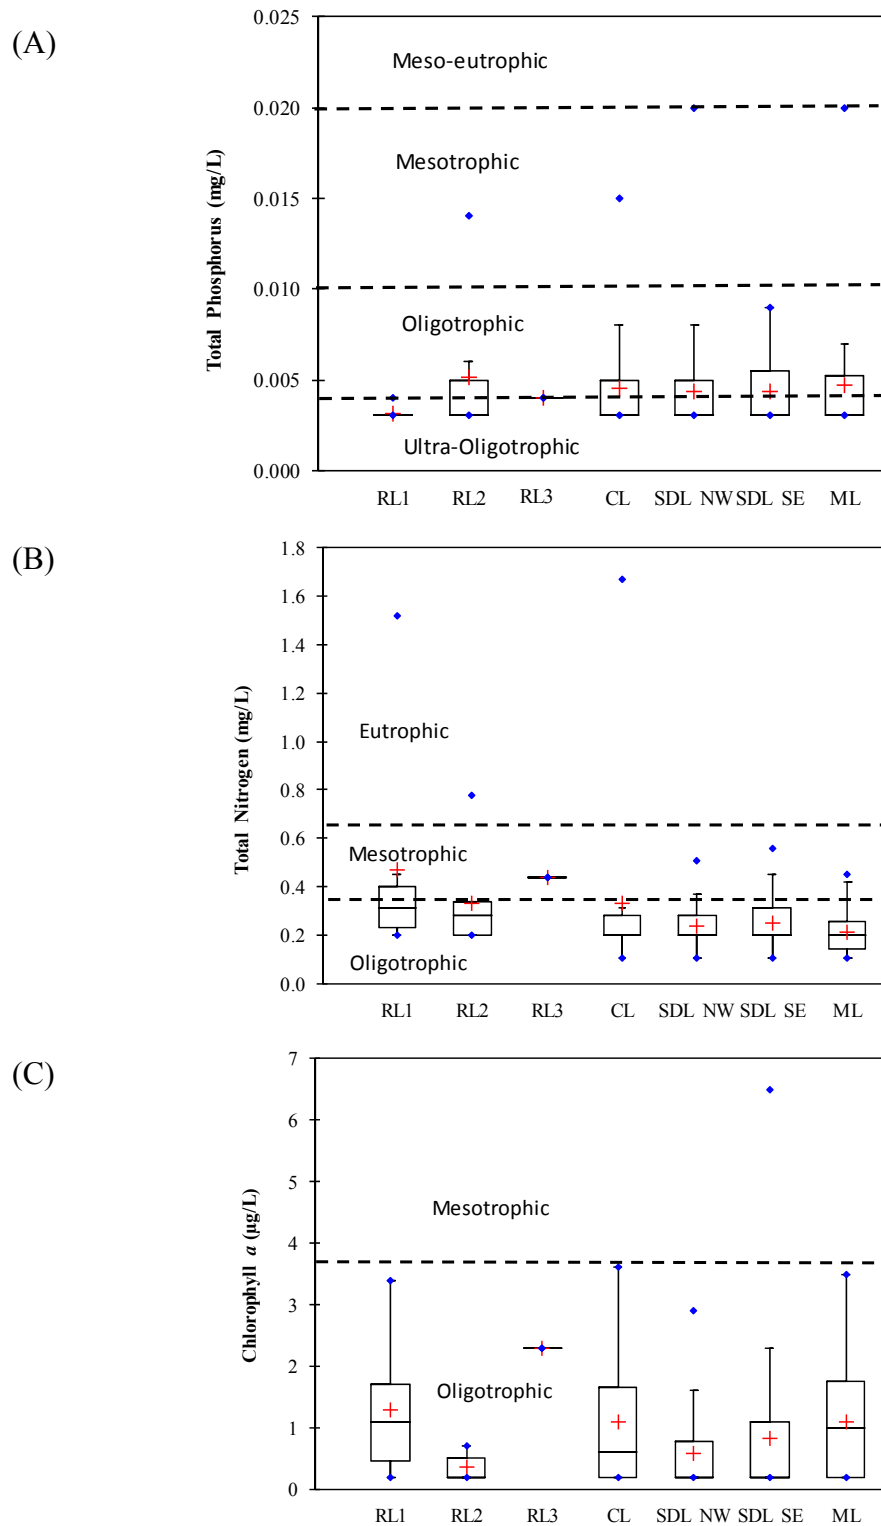 (A)
Total Phosphorus (mg/L)
0.025
0.020
0.015
0.010
0.005
0.000
Meso-eutrophic
Mesotrophic
Oligotrophic
Ultra-Oligotrophic
RL1 RL2 RL3 CL SDL NW SDL SE ML
(B)
Total Nitrogen (mg/L)
1.8
1.6
1.4
1.2
1.0
0.8
0.6
0.4
0.2
0.0
Eutrophic
Mesotrophic
Oligotrophic
RL1 RL2 RL3 CL SDL NW SDL SE ML
(C)
Chlorophyll a (µg/L)
7
6
5
4
3
2
1
0
Mesotrophic
Oligotrophic
RL1 RL2 RL3 CL SDL NW SDL SE ML